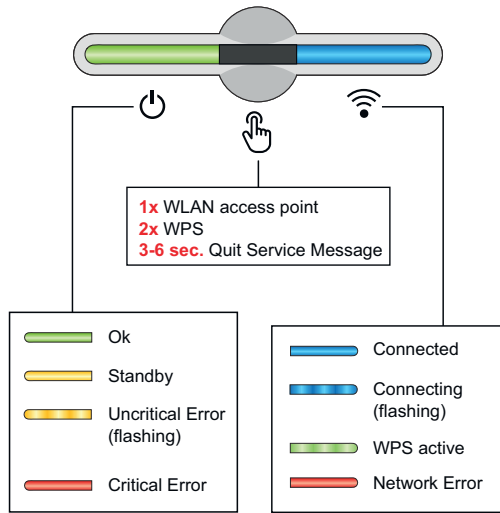 1x WLAN access point
2x WPS
3-6 sec. Quit Service Message
Ok
Standby
Uncritical Error
(flashing)
Critical Error
Connected
Connecting
(flashing)
WPS active
Network Error